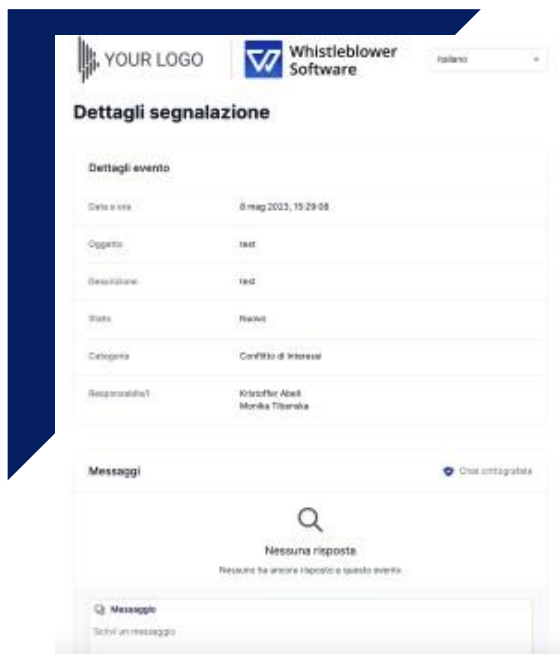 YOUR LOGO
Whistleblower
Software
Italiano
Dettagli segnalazione
Dettagli evento
Data e ora
8 mag 2023, 15:29:08
Oggetto
test
Descrizione
test
Stato
Nuovo
Categoria
Conflitto di interessi
Responsabile/i
Kristoffer Abell
Monika Tibenska
Messaggi
Chat crittografata
Nessuna risposta
Nessuno ha ancora risposto a questo evento
Messaggio
Scrivi un messaggio